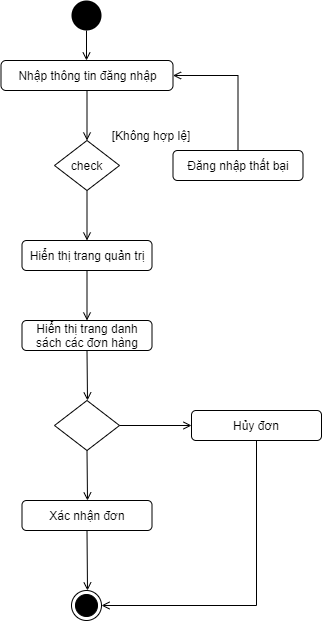 Nhập thông tin đăng nhập
[Không hợp lệ]
check
Đăng nhập thất bại
Hiển thị trang quản trị
Hiển thị trang danh
sách các đơn hàng
Hủy đơn
Xác nhận đơn